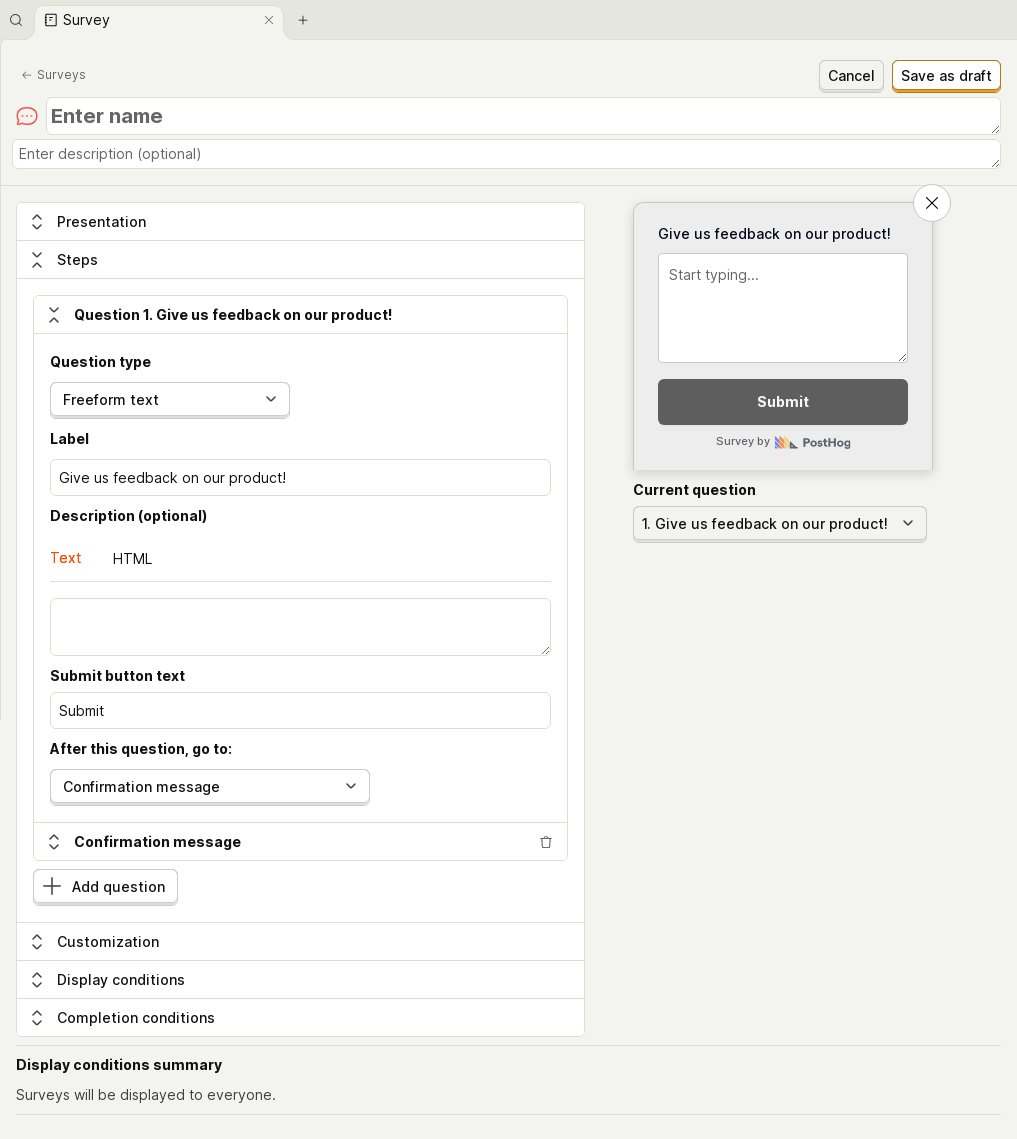 Survey
Surveys
Cancel
Save as draft
Enter name
Enter description (optional)
Presentation
Steps
Question 1. Give us feedback on our product!
Question type
Freeform text
Label
Give us feedback on our product!
Description (optional)
Text HTML
Submit button text
Submit
After this question, go to:
Confirmation message
Confirmation message
Add question
Customization
Display conditions
Completion conditions
Give us feedback on our product!
Start typing...
Submit
Survey by PostHog
Current question
1. Give us feedback on our product!
Display conditions summary
Surveys will be displayed to everyone.